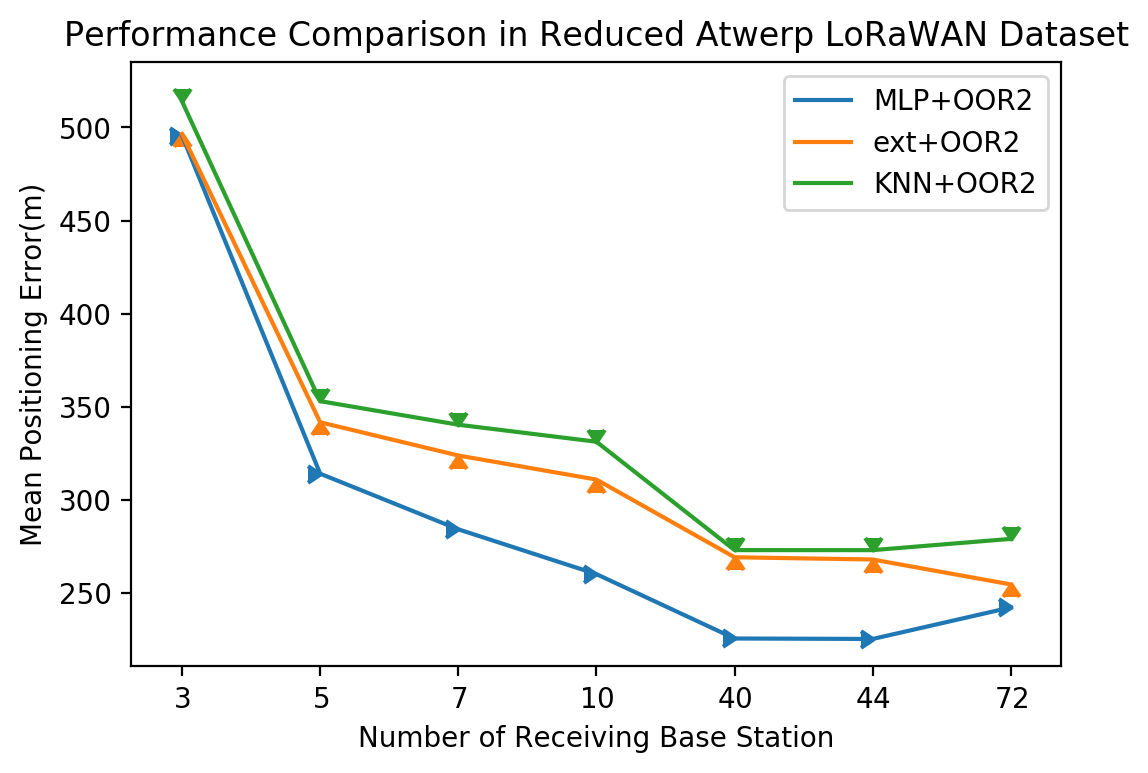 Performance Comparison in Reduced Atwerp LoRaWAN Dataset
MLP+OOR2
ext+OOR2
KNN+OOR2
Mean Positioning Error(m)
500
450
400
350
300
250
3 5 7 10 40 44 72
Number of Receiving Base Station